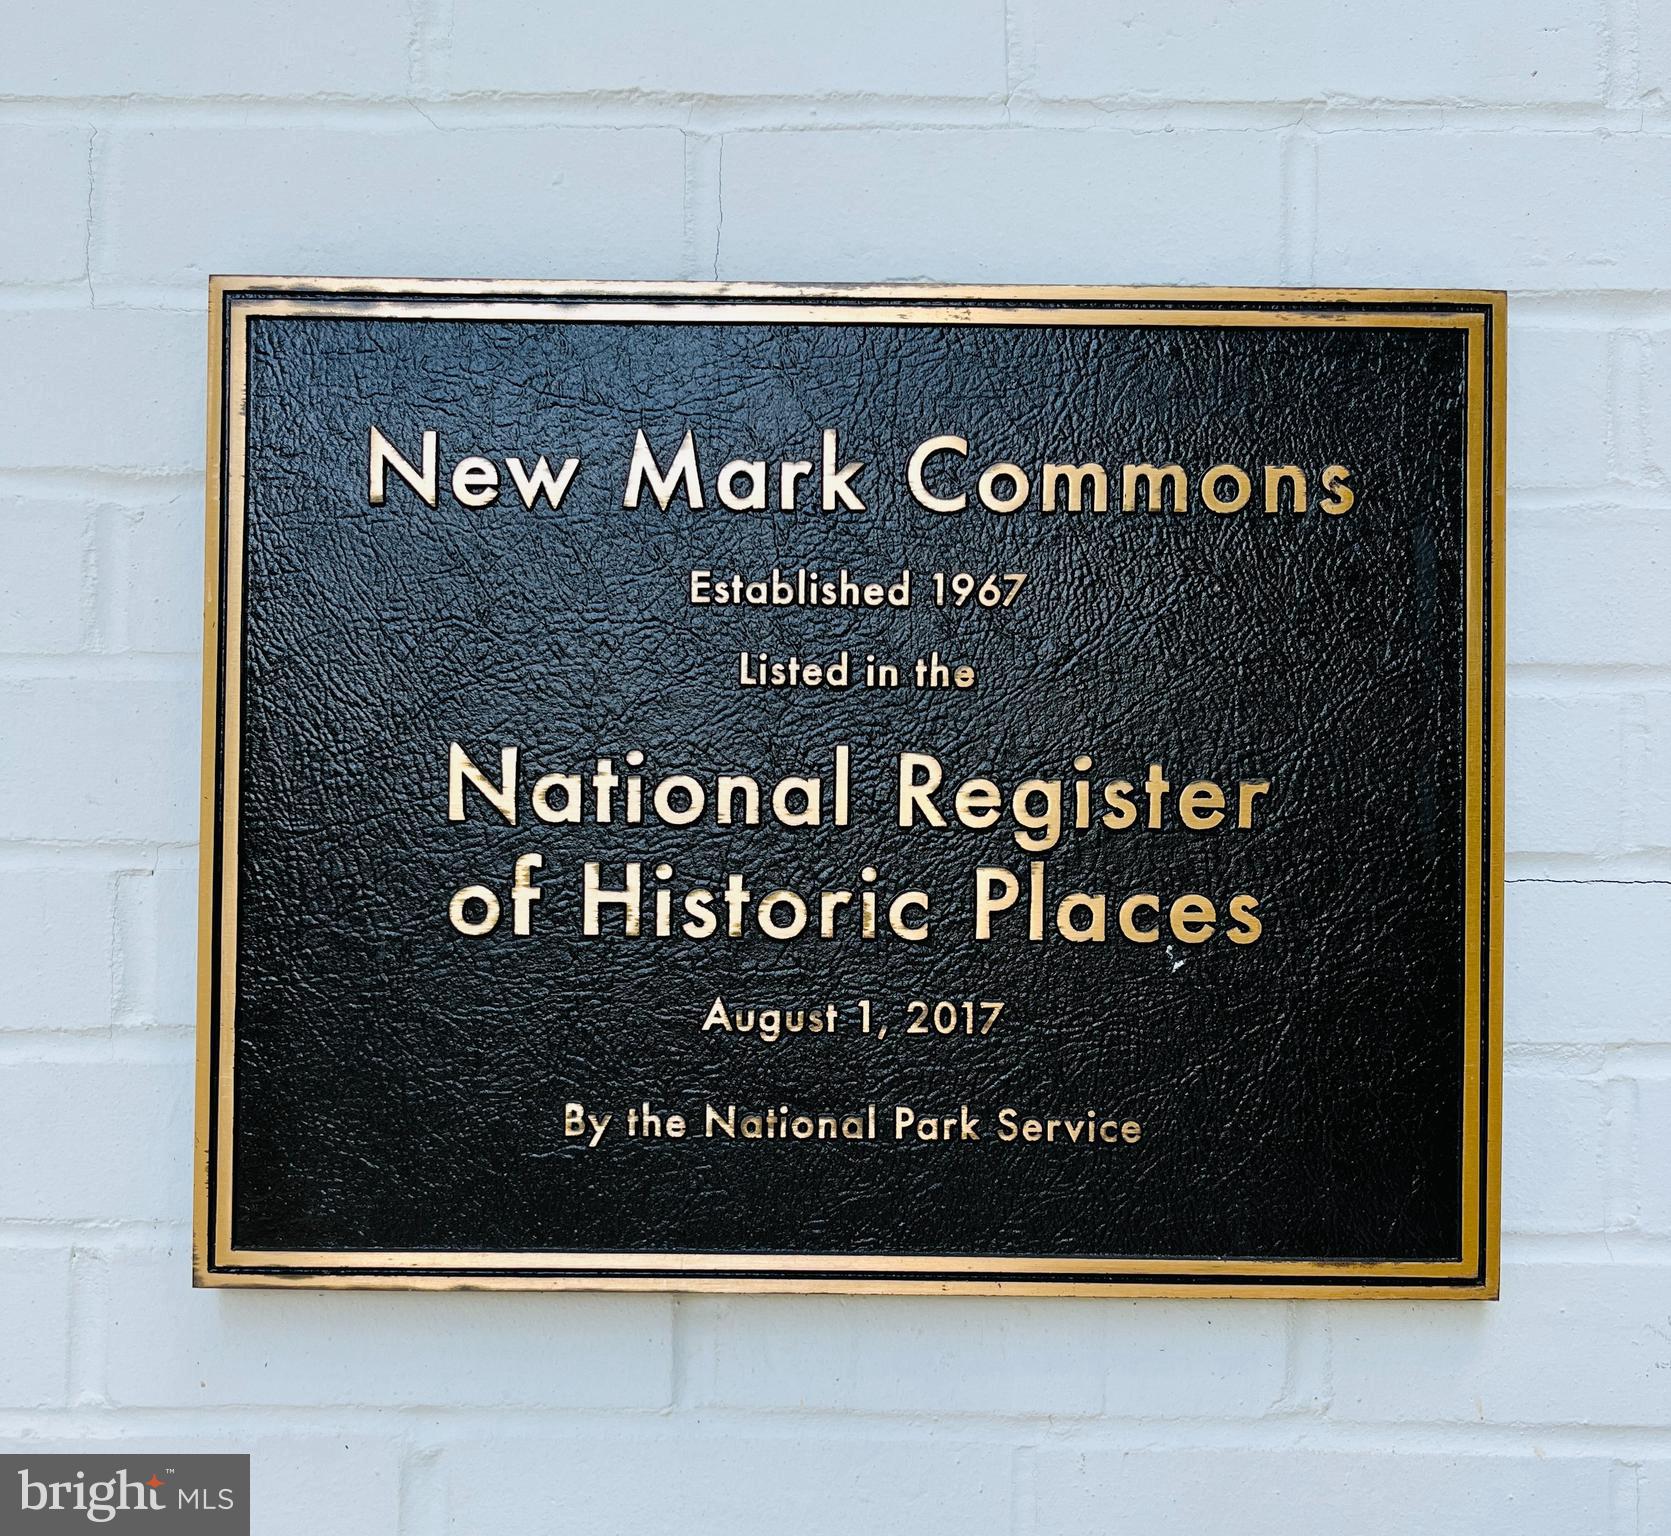 New Mark Commons
Established 1967
Listed in the
National Register
of Historic Places
August 1, 2017
By the National Park Service
bright™ MLS